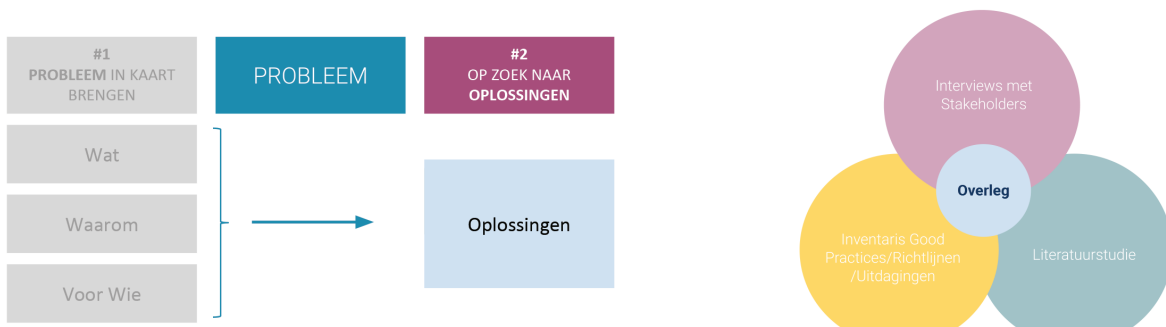 #1
PROBLEEM IN KAART
BRENGEN
PROBLEEM
#2
OP ZOEK NAAR
OPLOSSINGEN
Wat
Waarom
Voor Wie
Oplossingen
Interviews met
Stakeholders
Overleg
Inventaris Good
Practices/Richtlijnen
/Uitdagingen
Literatuurstudie